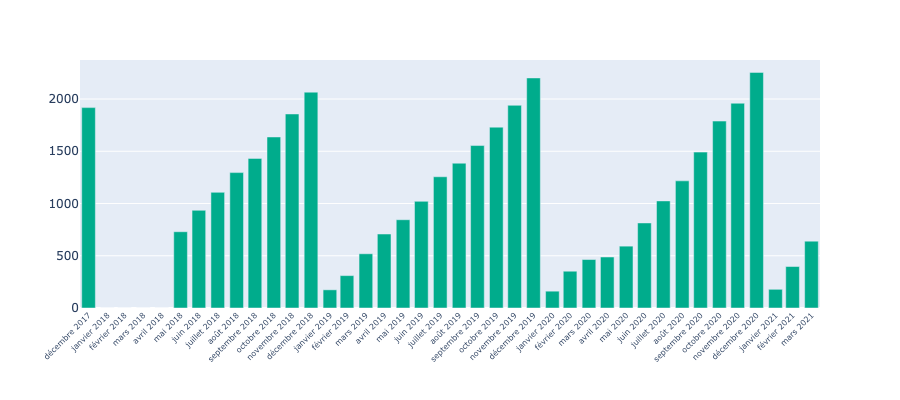 2000
1500
1000
500
0
décembre 2017
janvier 2018
février 2018
mars 2018
avril 2018
mai 2018
juin 2018
juillet 2018
août 2018
septembre 2018
octobre 2018
novembre 2018
décembre 2018
janvier 2019
février 2019
mars 2019
avril 2019
mai 2019
juin 2019
juillet 2019
août 2019
septembre 2019
octobre 2019
novembre 2019
décembre 2019
janvier 2020
février 2020
mars 2020
avril 2020
mai 2020
juin 2020
juillet 2020
août 2020
septembre 2020
octobre 2020
novembre 2020
décembre 2020
janvier 2021
février 2021
mars 2021